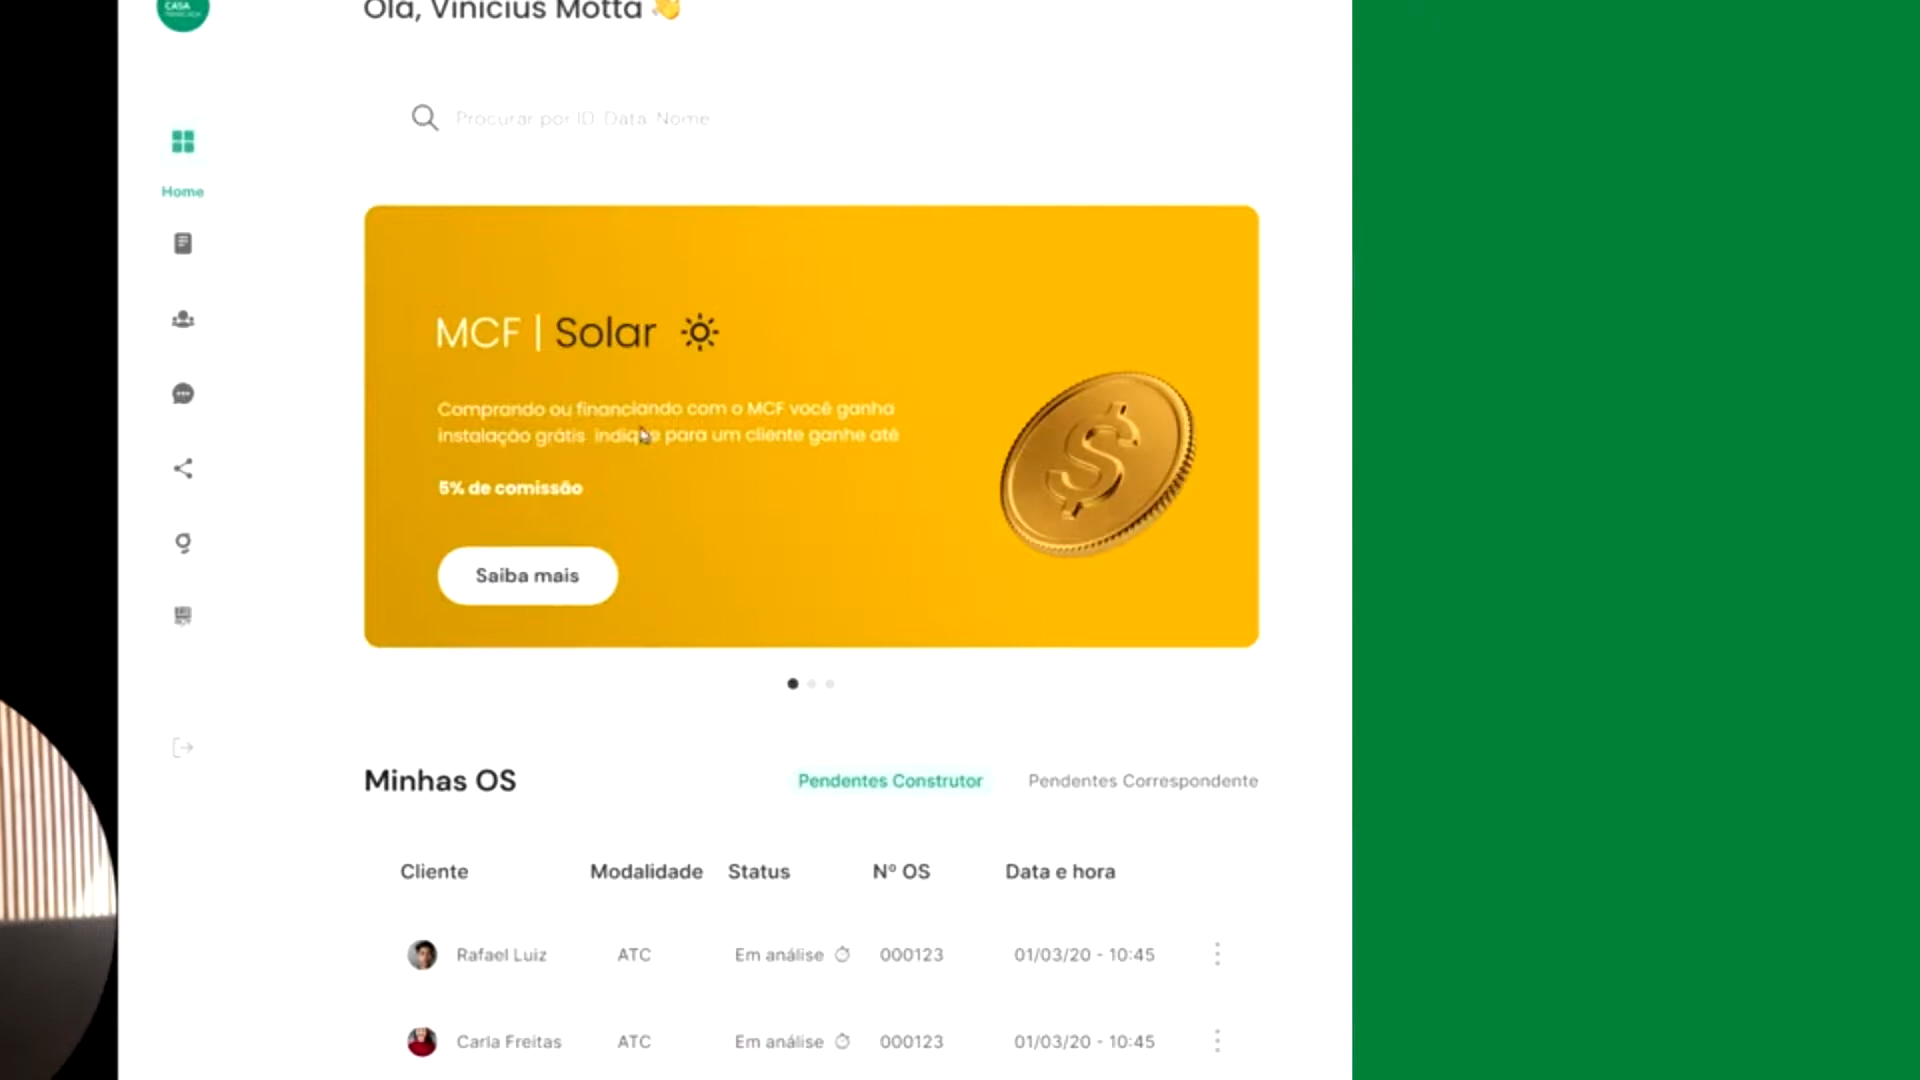 CASA
Olá, Vinicius Motta 👋
Procurar por ID, Data, Nome
Home
MCF | Solar
Comprando ou financiando com o MCF você ganha
instalação grátis indique para um cliente ganhe até
5% de comissão
Saiba mais
Minhas OS
Pendentes Construtor
Pendentes Correspondente
Cliente Modalidade Status Nº OS Data e hora
Rafael Luiz ATC Em análise 000123 01/03/20 - 10:45
Carla Freitas ATC Em análise 000123 01/03/20 - 10:45